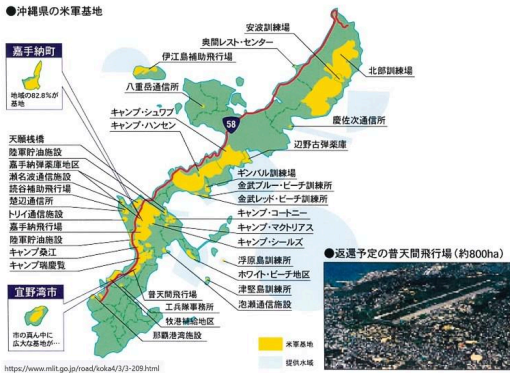 ●沖縄県の米軍基地
嘉手納町
地域の82.8%が
基地
伊江島補助飛行場
八重岳通信所
奥間レスト・センター
安波訓練場
北部訓練場
慶佐次通信所
キャンプ・シュワブ
キャンプ・ハンセン
58
辺野古弾薬庫
ギンバル訓練場
金武ブルー・ビーチ訓練所
金武レッド・ビーチ訓練所
キャンプ・コートニー
キャンプ・マクトリアス
キャンプ・シールズ
浮原島訓練所
ホワイト・ビーチ地区
津堅島訓練所
泡瀬通信施設
天願桟橋
陸軍貯油施設
嘉手納弾薬庫地区
瀬名波通信施設
読谷補助飛行場
楚辺通信所
トリイ通信施設
嘉手納飛行場
陸軍貯油施設
キャンプ桑江
キャンプ瑞慶覧
宜野湾市
市の真ん中に
広大な基地が…
普天間飛行場
工兵隊事務所
牧港補給地区
那覇港湾施設
米軍基地
提供水域
●返還予定の普天間飛行場（約800ha）
https://www.mlit.go.jp/road/koka4/3/3-209.html